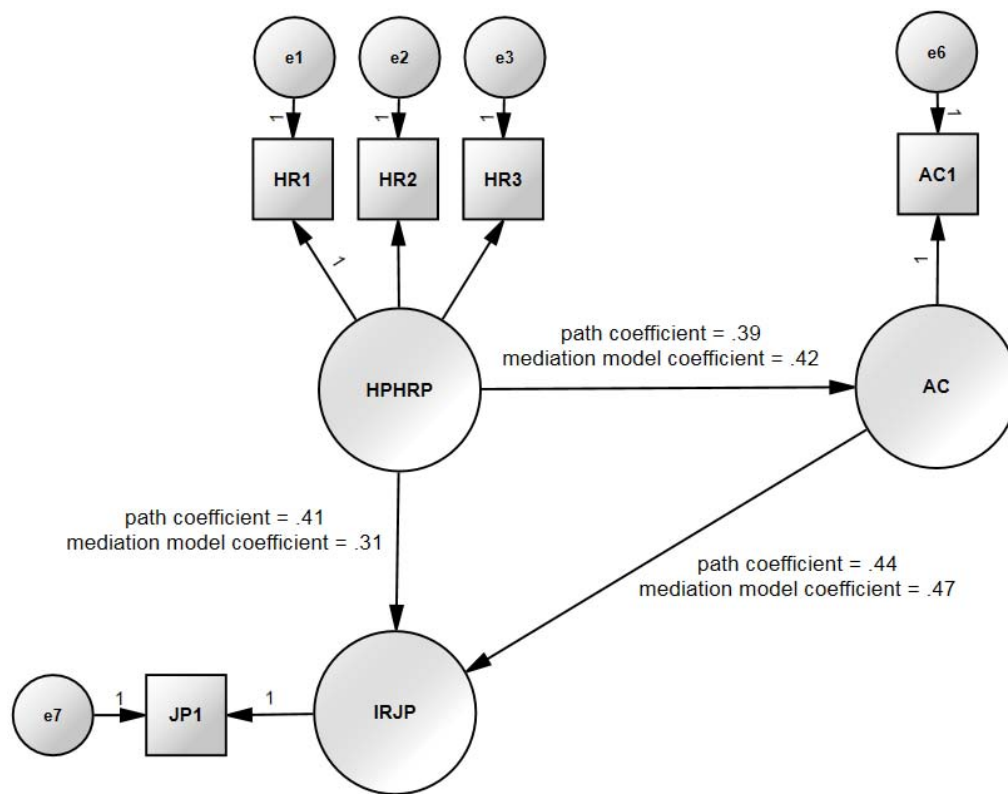 e1
e2
e3
e6
1
1
1
1
HR1
HR2
HR3
AC1
1
1
path coefficient = .39
mediation model coefficient = .42
HPHRP
AC
path coefficient = .41
mediation model coefficient = .31
path coefficient = .44
mediation model coefficient = .47
e7
1
JP1
1
IRJP